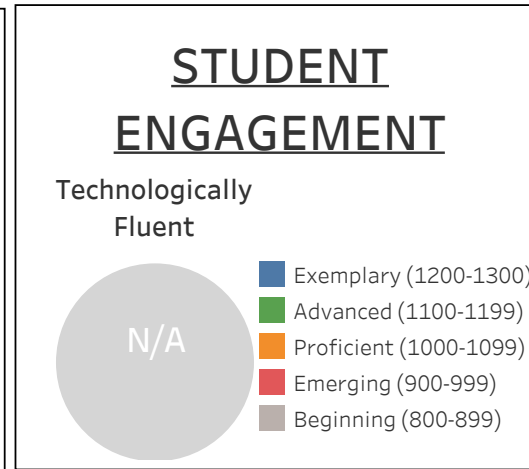 STUDENT
ENGAGEMENT
Technologically
Fluent
N/A
Exemplary (1200-1300)
Advanced (1100-1199)
Proficient (1000-1099)
Emerging (900-999)
Beginning (800-899)